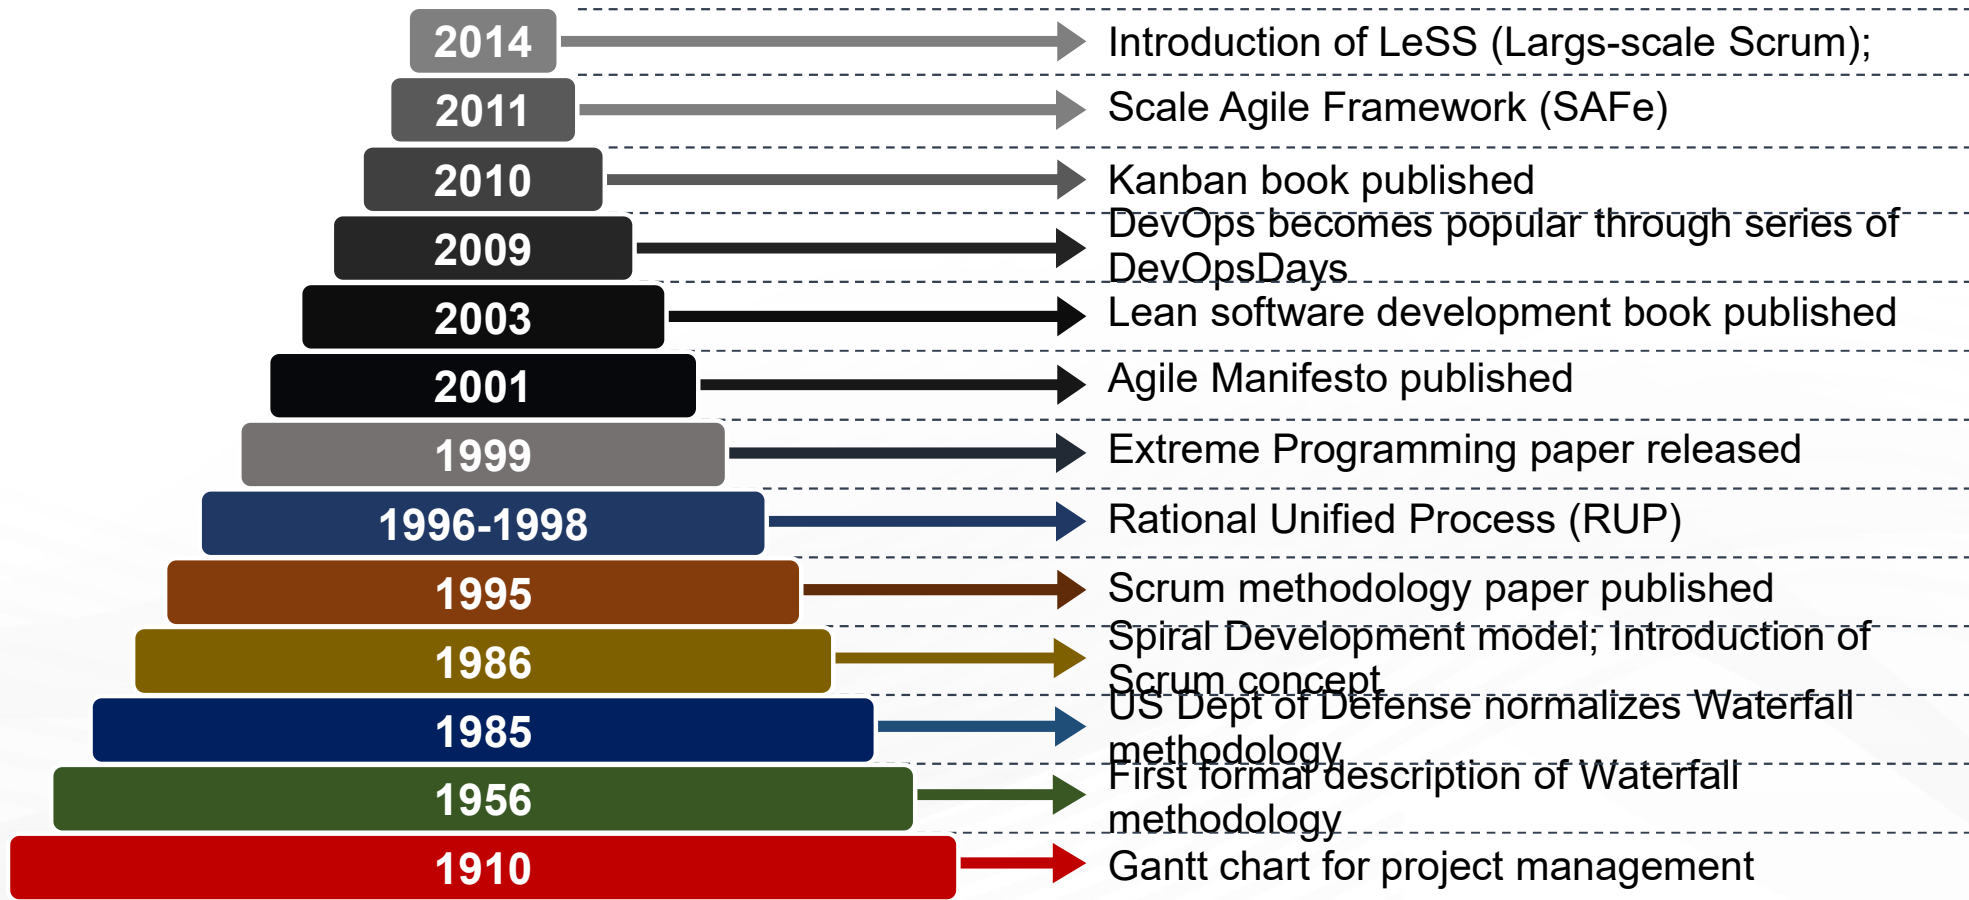 2014
Introduction of LeSS (Largs-scale Scrum);
2011
Scale Agile Framework (SAFe)
2010
Kanban book published
2009
DevOps becomes popular through series of
DevOpsDays
2003
Lean software development book published
2001
Agile Manifesto published
1999
Extreme Programming paper released
1996-1998
Rational Unified Process (RUP)
1995
Scrum methodology paper published
1986
Spiral Development model; Introduction of
Scrum concept
1985
US Dept of Defense normalizes Waterfall
methodology
1956
First formal description of Waterfall
methodology
1910
Gantt chart for project management